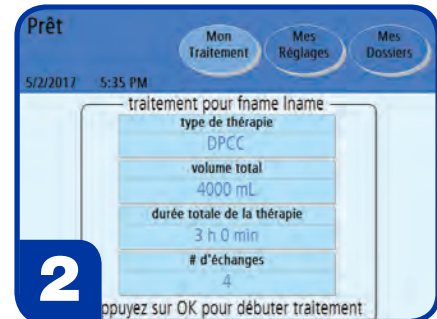 Prêt
Mon Traitement
Mes Réglages
Mes Dossiers
5/2/2017 5:35 PM
traitement pour fname lname
type de thérapie
DPCC
volume total
4000 mL
durée totale de la thérapie
3 h 0 min
# d'échanges
4
2
ppuyez sur OK pour débuter traitement